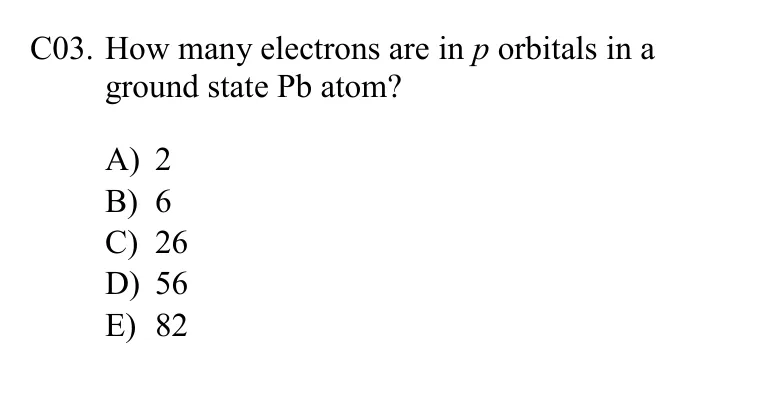 C03. How many electrons are in p orbitals in a
ground state Pb atom?
A) 2
B) 6
C) 26
D) 56
E) 82